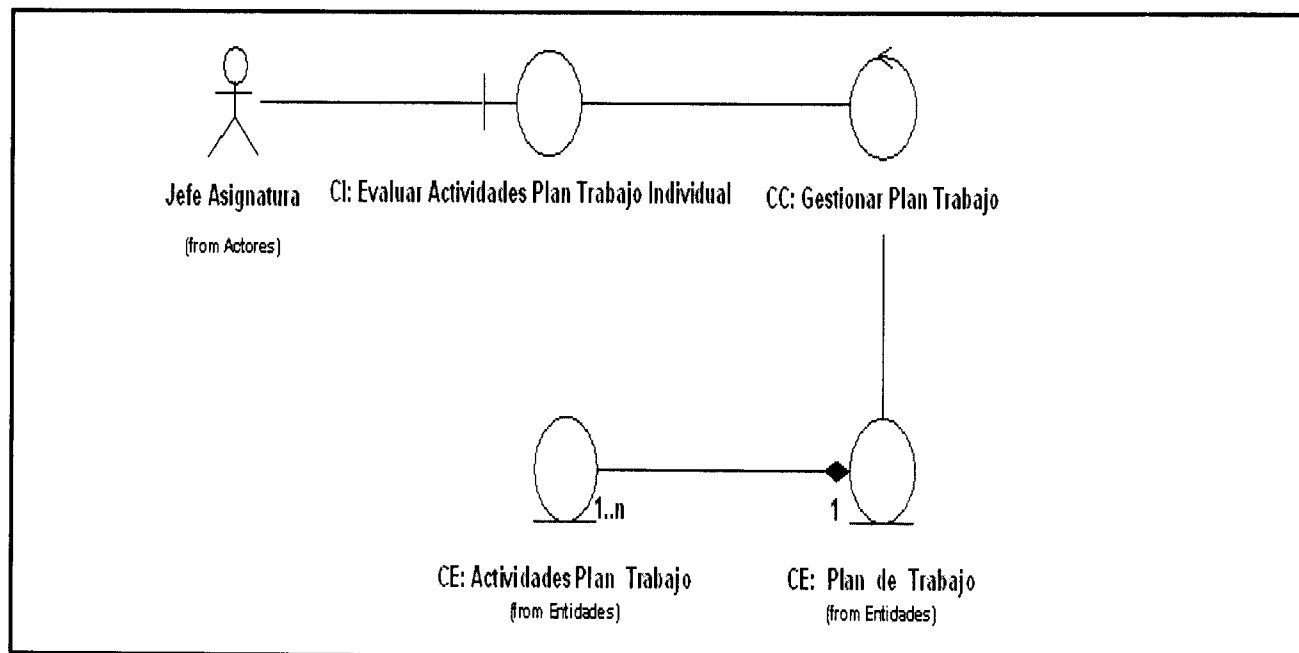 Jefe Asignatura
CI: Evaluar Actividades Plan Trabajo Individual
CC: Gestionar Plan Trabajo
(from Actores)
1..n
1
CE: Actividades Plan Trabajo
CE: Plan de Trabajo
(from Entidades)
(from Entidades)